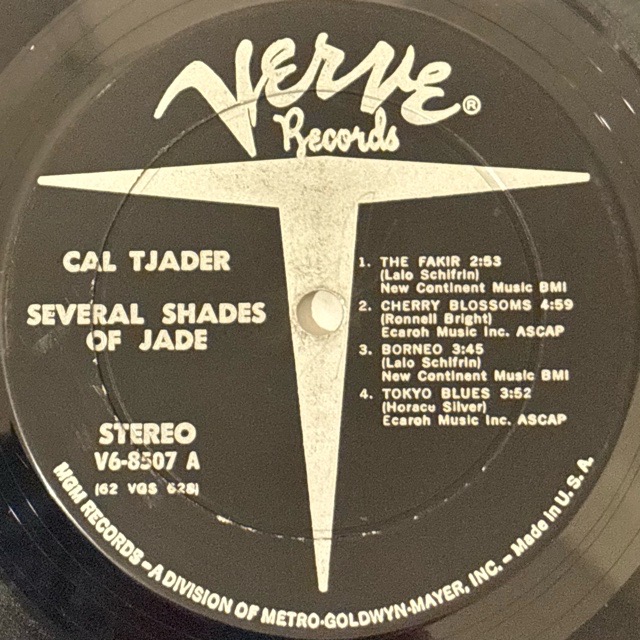 Verve®
Records
CAL TJADER
SEVERAL SHADES
OF JADE
STEREO
V6-8507 A
(62 VGS 628)
1. THE FAKIR 2:53
(Lalo Schifrin)
New Continent Music BMI
2. CHERRY BLOSSOMS 4:59
(Ronnell Bright)
Ecaroh Music Inc. ASCAP
3. BORNEO 3:45
(Lalo Schifrin)
New Continent Music BMI
4. TOKYO BLUES 3:52
(Horace Silver)
Ecaroh Music Inc. ASCAP
MGM RECORDS – A DIVISION OF METRO-GOLDWYN-MAYER, INC. – Made in U. S. A.